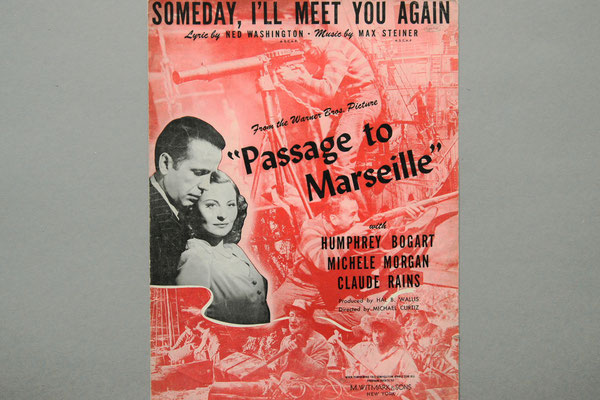 SOMEDAY, I'LL MEET YOU AGAIN
Lyric by NED WASHINGTON • Music by MAX STEINER
ASCAP ASCAP
From the Warner Bros. Picture
"Passage to
Marseille"
with
HUMPHREY BOGART
MICHELE MORGAN
CLAUDE RAINS
Produced by HAL B. WALLIS
Directed by MICHAEL CURTIZ
M. WITMARK & SONS
NEW YORK